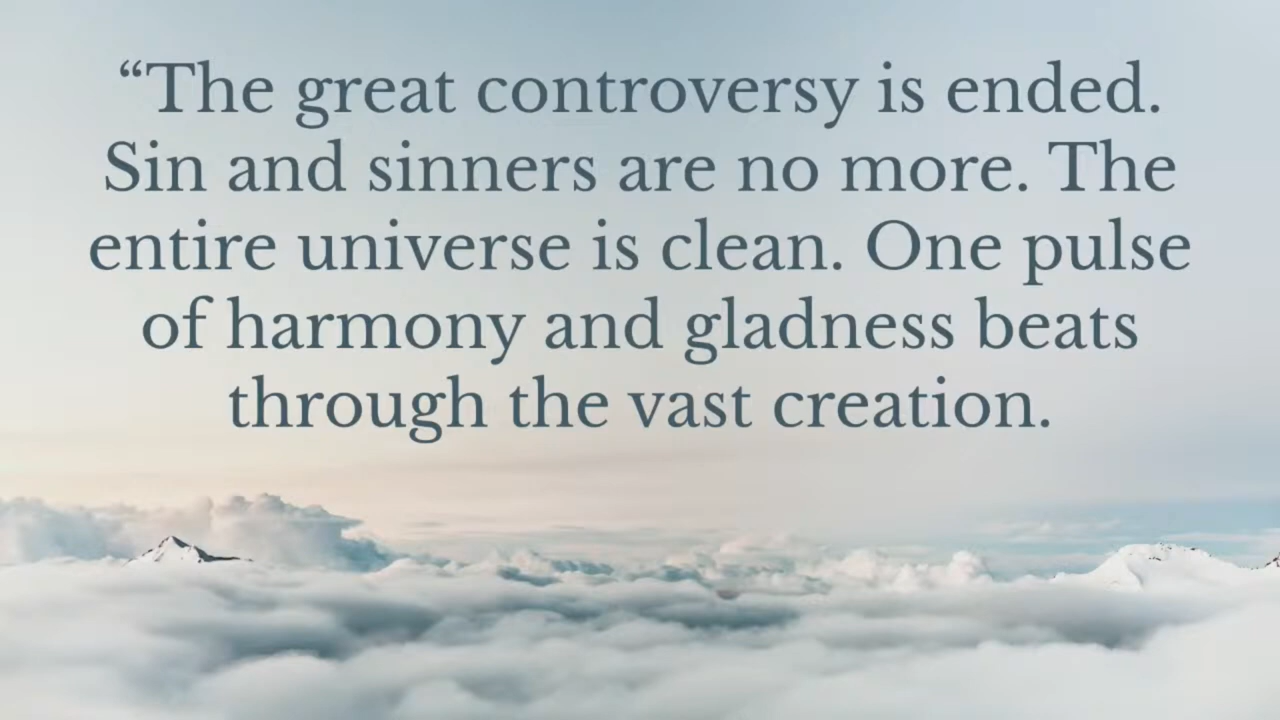 “The great controversy is ended.
Sin and sinners are no more. The
entire universe is clean. One pulse
of harmony and gladness beats
through the vast creation.